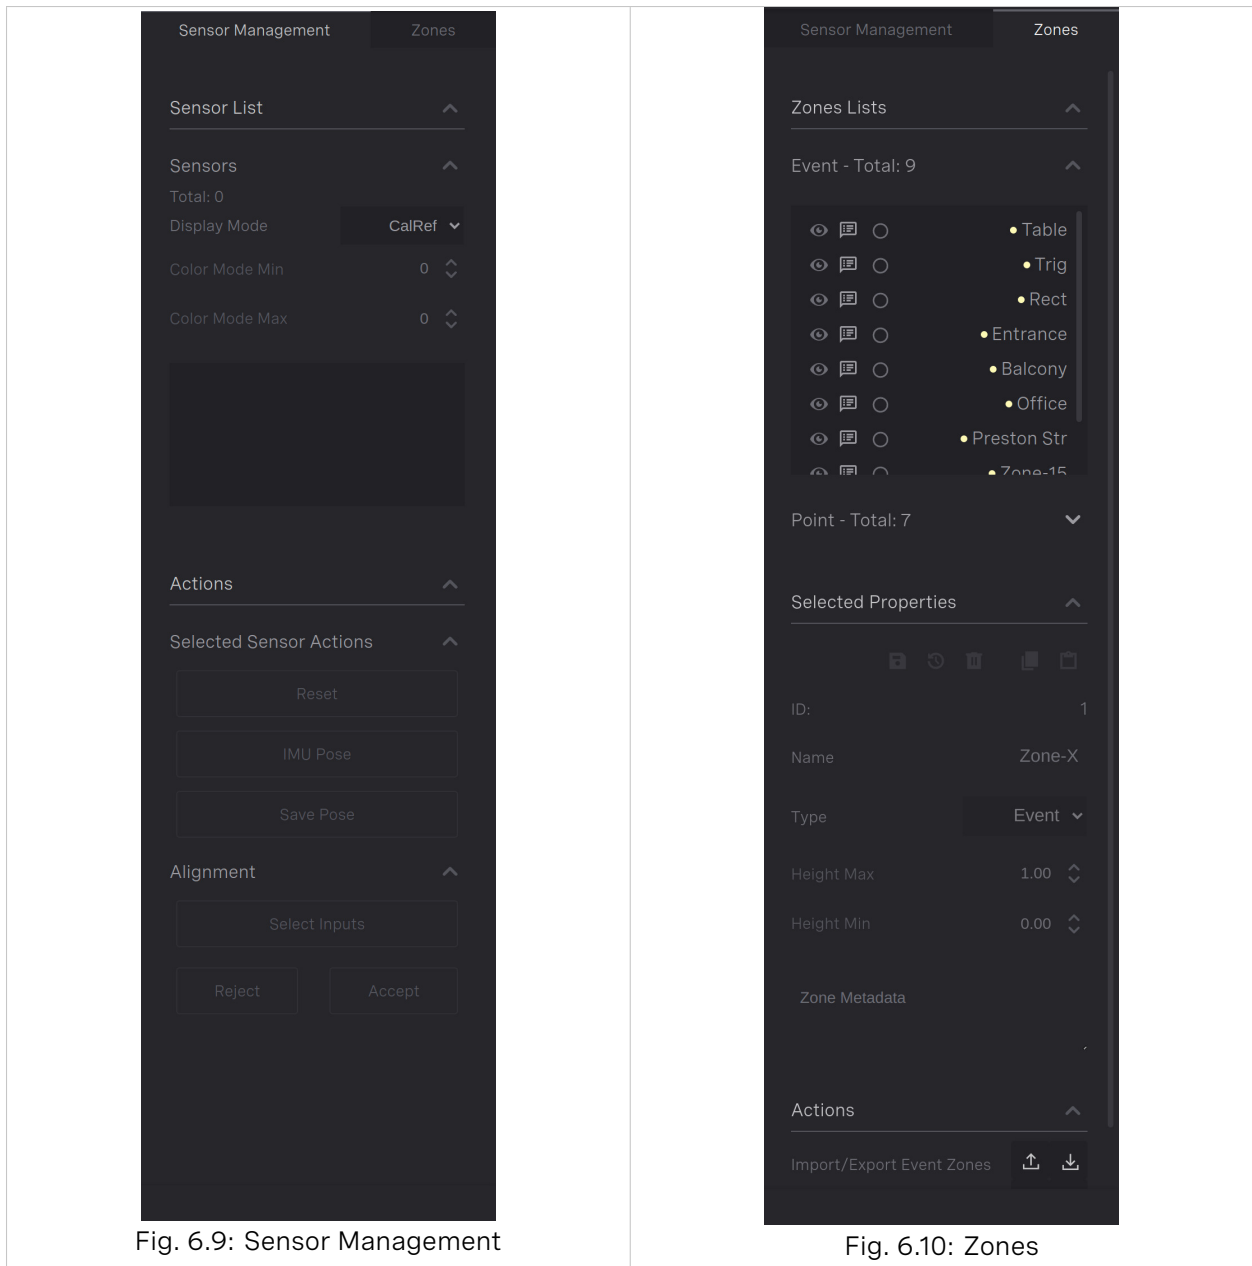 Sensor Management Zones
Sensor List
Sensors
Total: 0
Display Mode CalRef
Color Mode Min 0
Color Mode Max 0
Actions
Selected Sensor Actions
Reset
IMU Pose
Save Pose
Alignment
Select Inputs
Reject Accept
Fig. 6.9: Sensor Management
Sensor Management Zones
Zones Lists
Event - Total: 9
Table
Trig
Rect
Entrance
Balcony
Office
Preston Str
Zone-15
Point - Total: 7
Selected Properties
ID: 1
Name Zone-X
Type Event
Height Max 1.00
Height Min 0.00
Zone Metadata
Actions
Import/Export Event Zones
Fig. 6.10: Zones